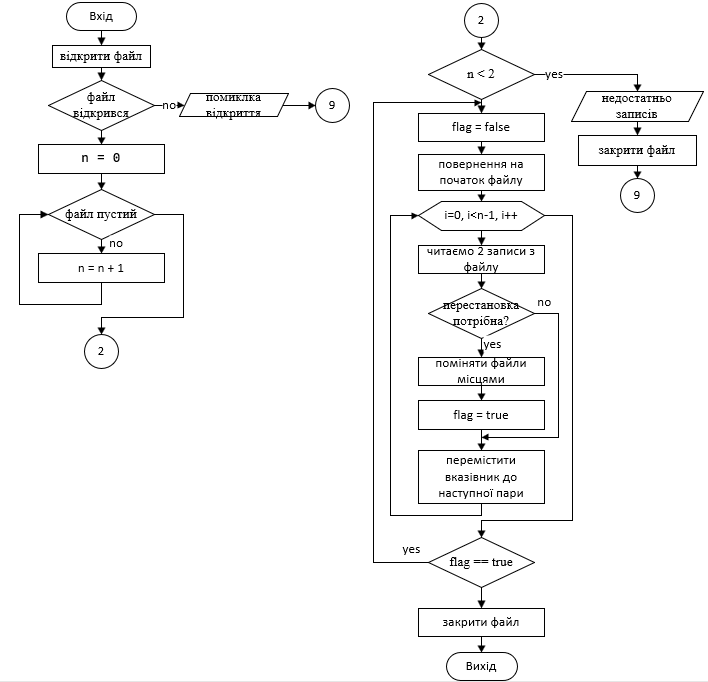 Вхід
відкрити файл
файл
відкрився
no
помиклка
відкриття
9
n = 0
файл пустий
no
n = n + 1
2
2
n < 2
yes
недостатньо
записів
закрити файл
9
flag = false
повернення на
початок файлу
i=0, i<n-1, i++
читаємо 2 записи з
файлу
перестановка
потрібна?
no
yes
поміняти файли
місцями
flag = true
перемістити
вказівник до
наступної пари
yes
flag == true
закрити файл
Вихід